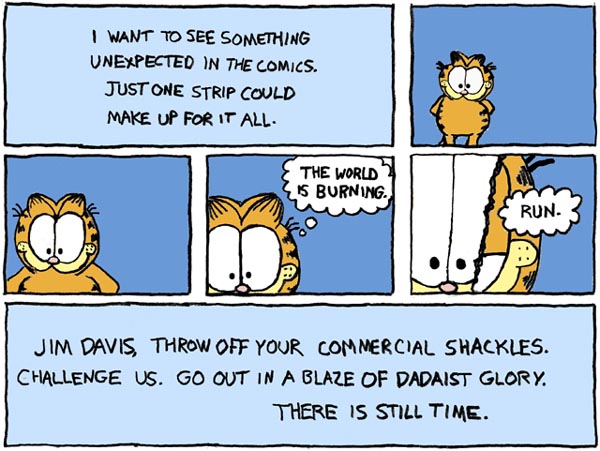 I WANT TO SEE SOMETHING
UNEXPECTED IN THE COMICS.
JUST ONE STRIP COULD
MAKE UP FOR IT ALL.
THE WORLD
IS BURNING.
RUN.
JIM DAVIS, THROW OFF YOUR COMMERCIAL SHACKLES.
CHALLENGE US. GO OUT IN A BLAZE OF DADAIST GLORY.
THERE IS STILL TIME.